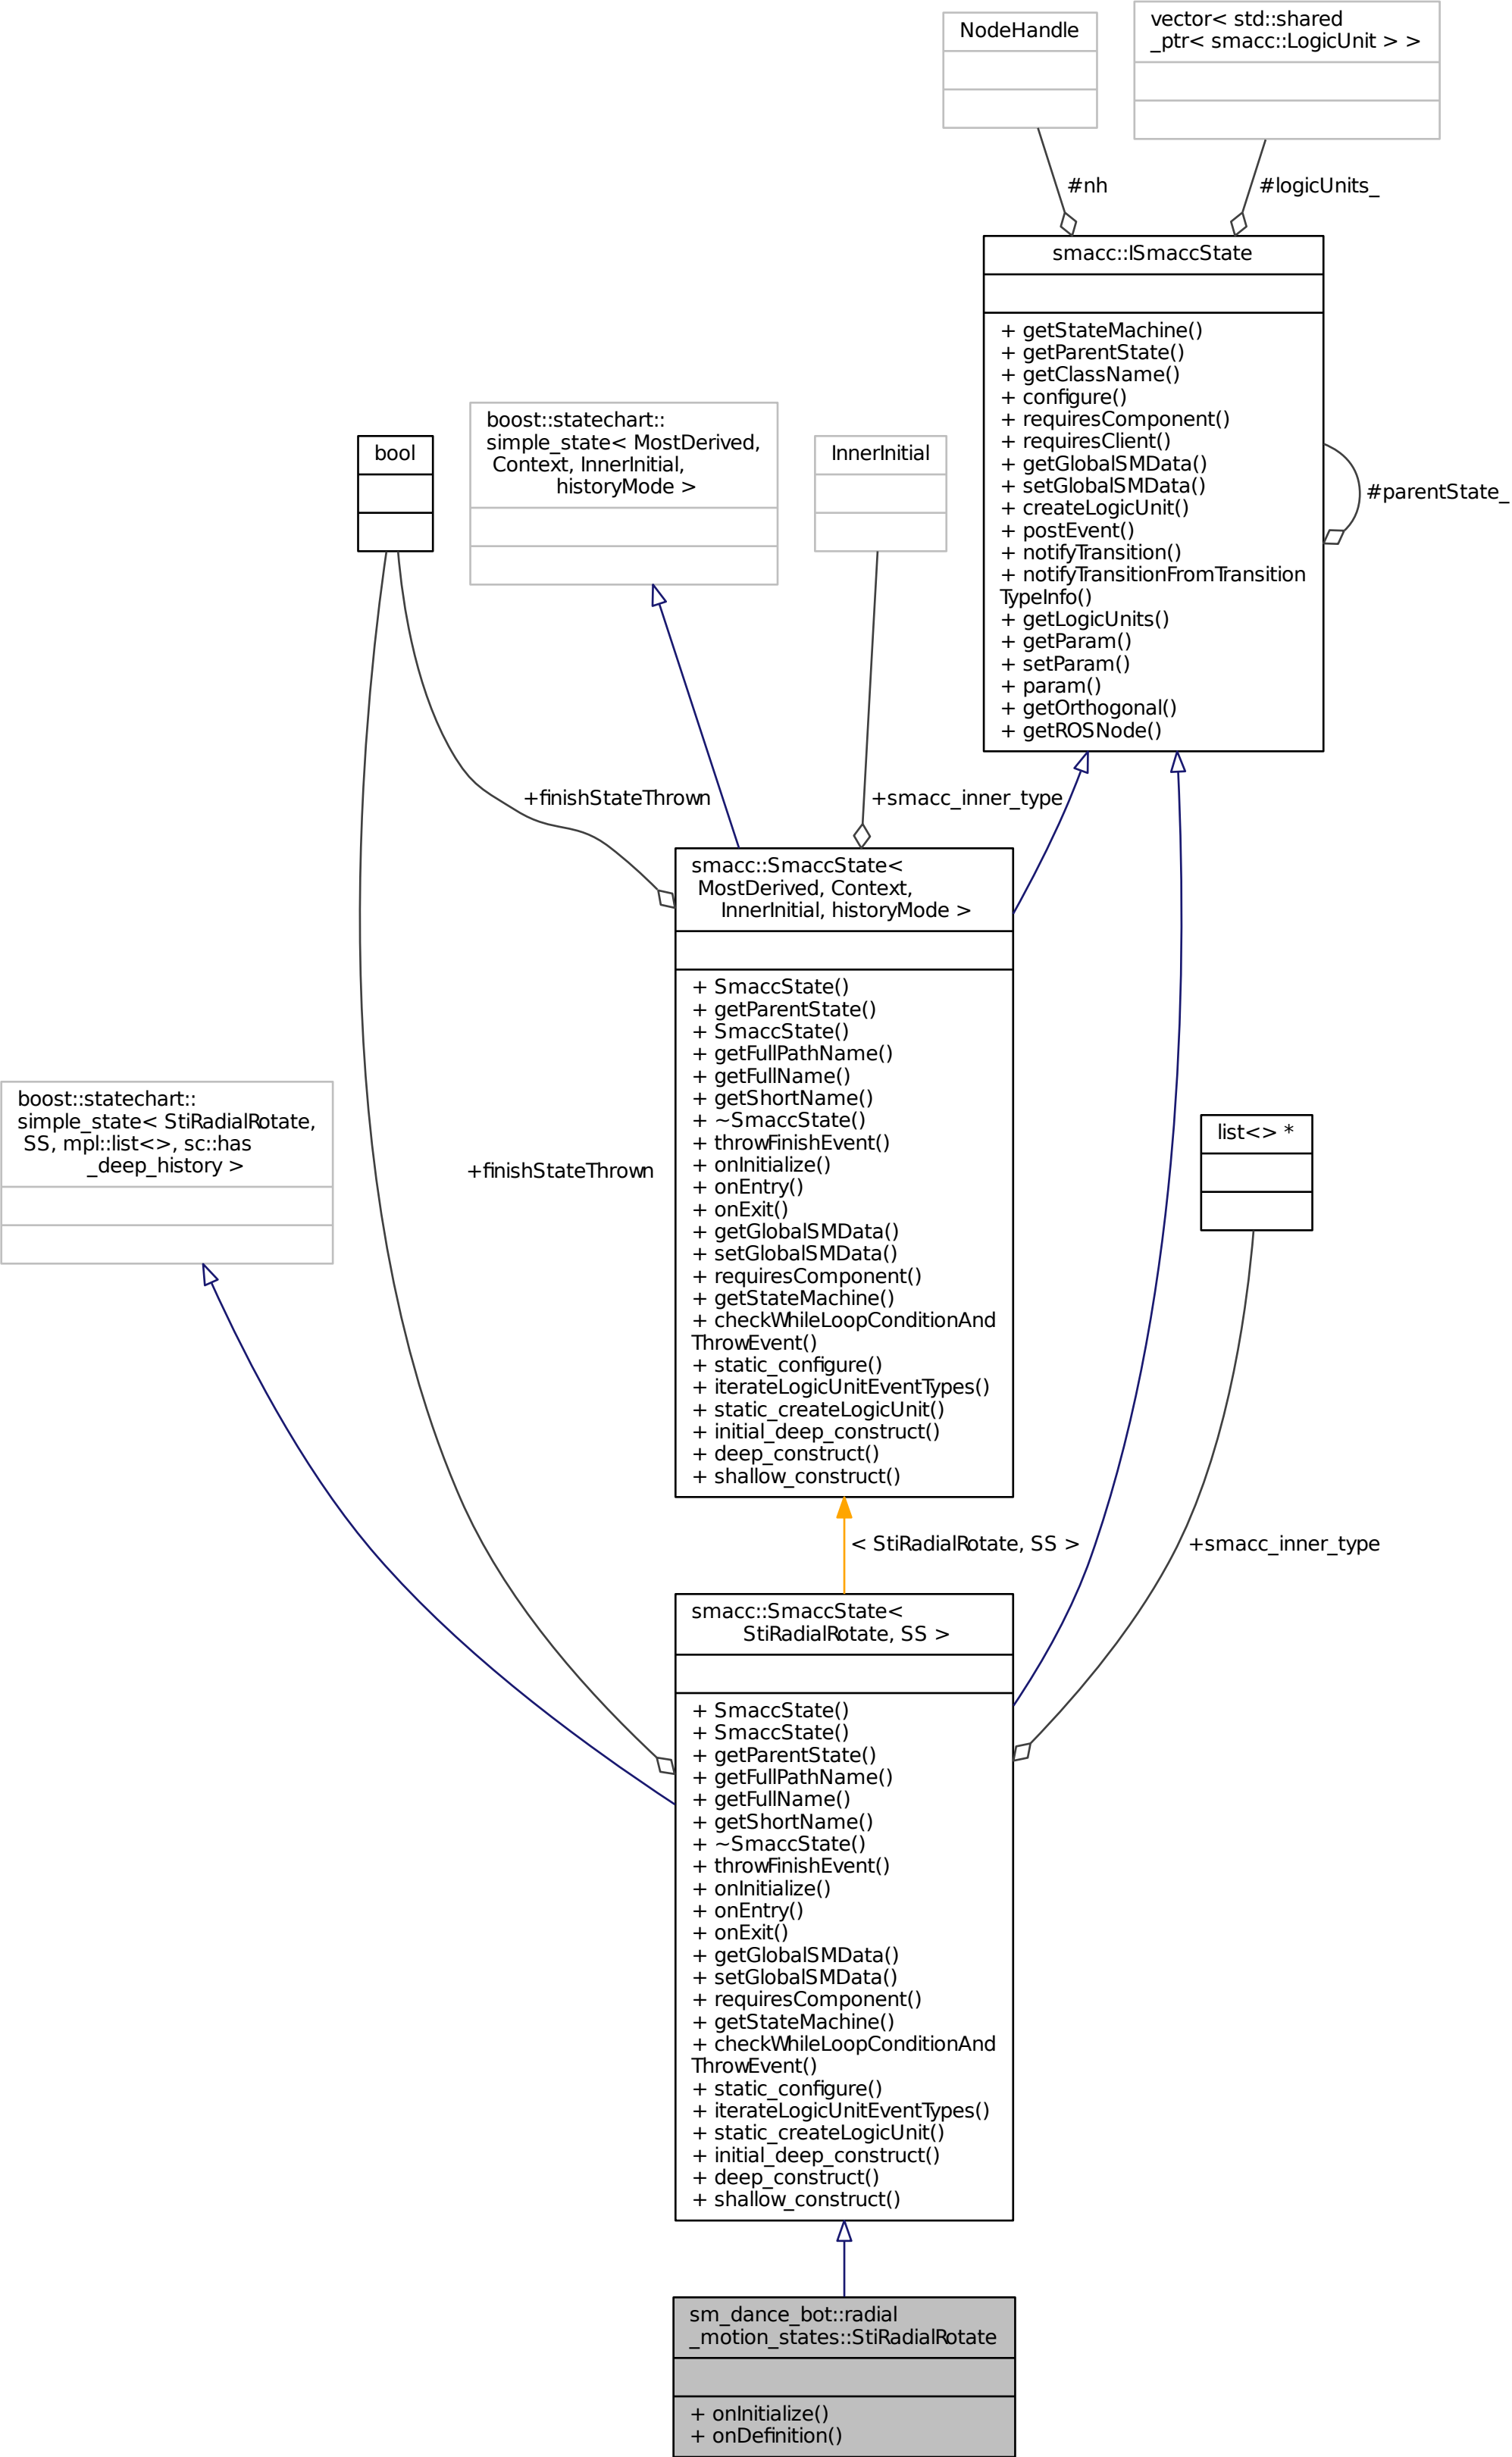 NodeHandle
vector< std::shared
_ptr< smacc::LogicUnit > >
#nh
#logicUnits_
smacc::ISmaccState
+ getStateMachine()
+ getParentState()
+ getClassName()
+ configure()
+ requiresComponent()
+ requiresClient()
+ getGlobalSMData()
+ setGlobalSMData()
+ createLogicUnit()
+ postEvent()
+ notifyTransition()
+ notifyTransitionFromTransition
TypeInfo()
+ getLogicUnits()
+ getParam()
+ setParam()
+ param()
+ getOrthogonal()
+ getROSNode()
#parentState_
bool
boost::statechart::
simple_state< MostDerived,
Context, InnerInitial,
historyMode >
InnerInitial
+finishStateThrown
+smacc_inner_type
smacc::SmaccState<
MostDerived, Context,
InnerInitial, historyMode >
+ SmaccState()
+ getParentState()
+ SmaccState()
+ getFullPathName()
+ getFullName()
+ getShortName()
+ ~SmaccState()
+ throwFinishEvent()
+ onInitialize()
+ onEntry()
+ onExit()
+ getGlobalSMData()
+ setGlobalSMData()
+ requiresComponent()
+ getStateMachine()
+ checkWhileLoopConditionAnd
ThrowEvent()
+ static_configure()
+ iterateLogicUnitEventTypes()
+ static_createLogicUnit()
+ initial_deep_construct()
+ deep_construct()
+ shallow_construct()
boost::statechart::
simple_state< StiRadialRotate,
SS, mpl::list<>, sc::has
_deep_history >
+finishStateThrown
list<> *
< StiRadialRotate, SS >
+smacc_inner_type
smacc::SmaccState<
StiRadialRotate, SS >
+ SmaccState()
+ SmaccState()
+ getParentState()
+ getFullPathName()
+ getFullName()
+ getShortName()
+ ~SmaccState()
+ throwFinishEvent()
+ onInitialize()
+ onEntry()
+ onExit()
+ getGlobalSMData()
+ setGlobalSMData()
+ requiresComponent()
+ getStateMachine()
+ checkWhileLoopConditionAnd
ThrowEvent()
+ static_configure()
+ iterateLogicUnitEventTypes()
+ static_createLogicUnit()
+ initial_deep_construct()
+ deep_construct()
+ shallow_construct()
sm_dance_bot::radial
_motion_states::StiRadialRotate
+ onInitialize()
+ onDefinition()